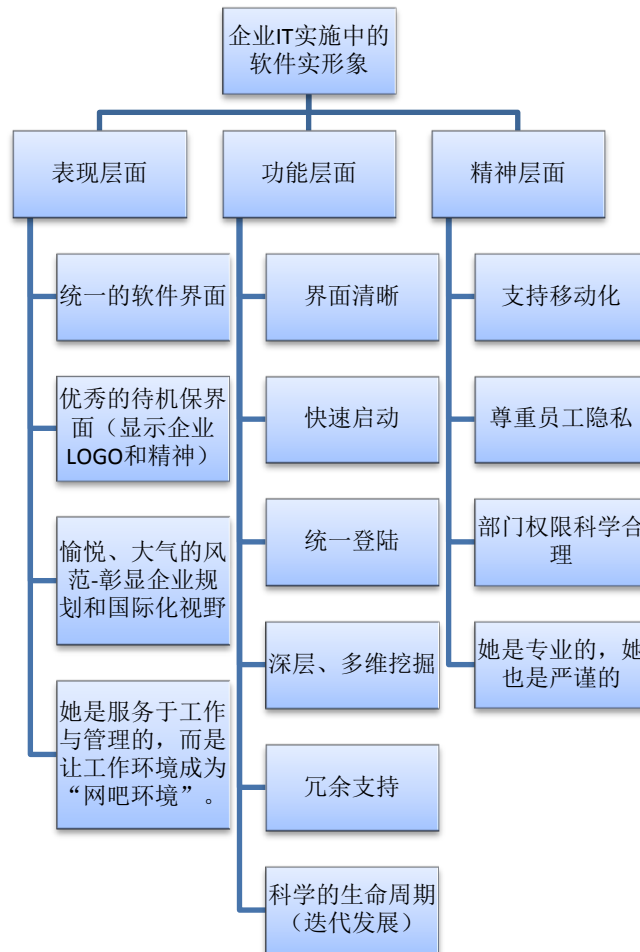 企业IT实施中的
软件实形象
表现层面
功能层面
精神层面
统一的软件界面
优秀的待机保界
面（显示企业
LOGO和精神）
愉悦、大气的风
范-彰显企业规
划和国际化视野
她是服务于工作
与管理的，而是
让工作环境成为
“网吧环境”。
界面清晰
快速启动
统一登陆
深层、多维挖掘
冗余支持
科学的生命周期
（迭代发展）
支持移动化
尊重员工隐私
部门权限科学合
理
她是专业的，她
也是严谨的